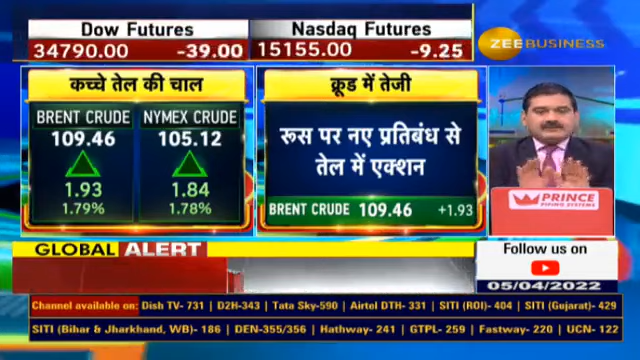 Dow Futures
34790.00 -39.00
Nasdaq Futures
15155.00 -9.25
ZEE BUSINESS
कच्चे तेल की चाल
BRENT CRUDE NYMEX CRUDE
109.46 105.12
1.93 1.84
1.79% 1.78%
क्रूड में तेजी
रूस पर नए प्रतिबंध से
तेल में एक्शन
BRENT CRUDE 109.46 +1.93
PRINCE
PIPING SYSTEMS
GLOBAL ALERT
Follow us on
05/04/2022
Channel available on: Dish TV- 731 | D2H-343 | Tata Sky-590 | Airtel DTH- 331 | SITI (ROI)- 404 | SITI (Gujarat)- 429
SITI (Bihar & Jharkhand, WB)- 186 | DEN-355/356 | Hathway- 241 | GTPL- 259 | Fastway- 220 | UCN- 122